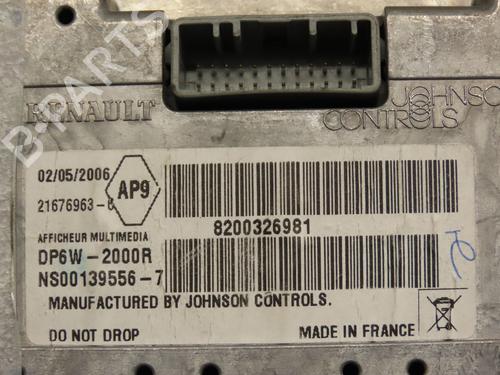 RENAULT
JOHNSON
CONTROLS
B-PARTS
02/05/2006
AP9
21676963-
8200326981
AFFICHEUR MULTIMEDIA
DP6W-2000R
NS00139556-7
MANUFACTURED BY JOHNSON CONTROLS.
DO NOT DROP
MADE IN FRANCE